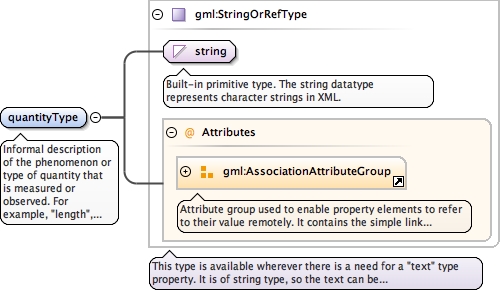 gml:StringOrRefType
string
Built-in primitive type. The string datatype
represents character strings in XML.
quantityType
Informal description
of the phenomenon or
type of quantity that
is measured or
observed. For
example, "length",...
@ Attributes
gml:AssociationAttributeGroup
Attribute group used to enable property elements to refer
to their value remotely. It contains the simple link...
This type is available wherever there is a need for a "text" type
property. It is of string type, so the text can be...